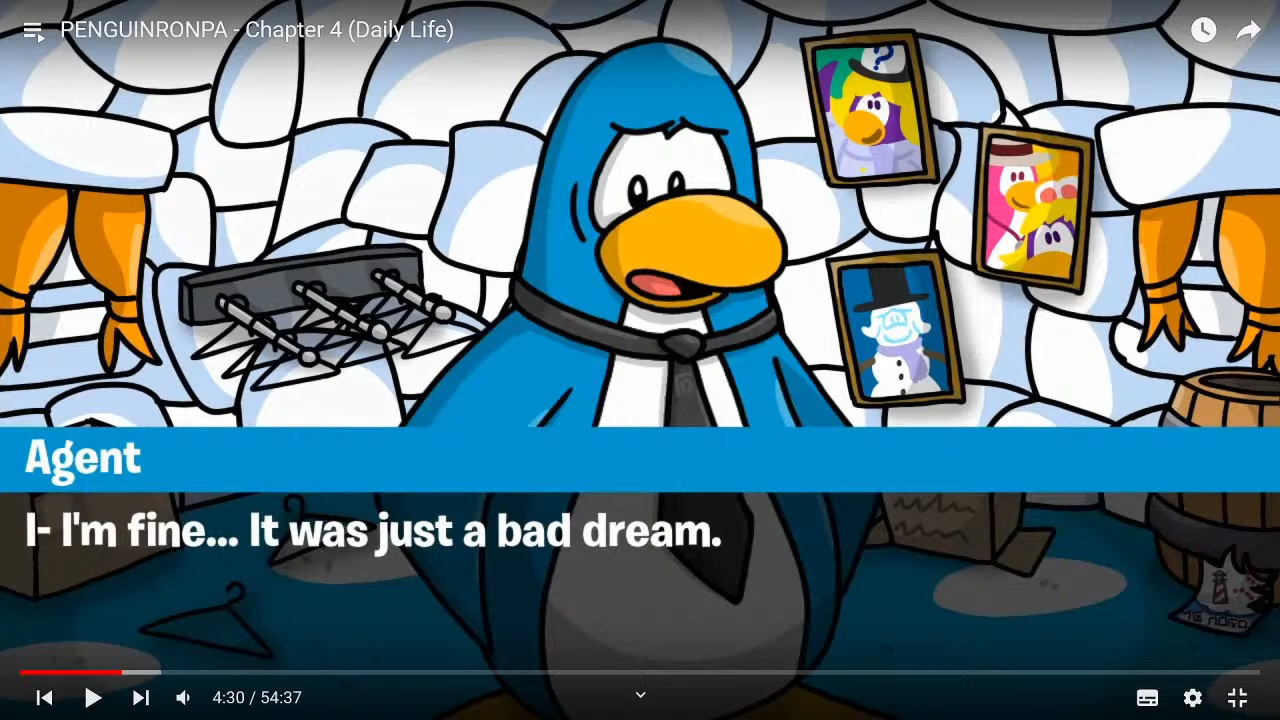 PENGUINRONPA - Chapter 4 (Daily Life)
?
Agent
I- I'm fine... It was just a bad dream.
4:30 / 54:37